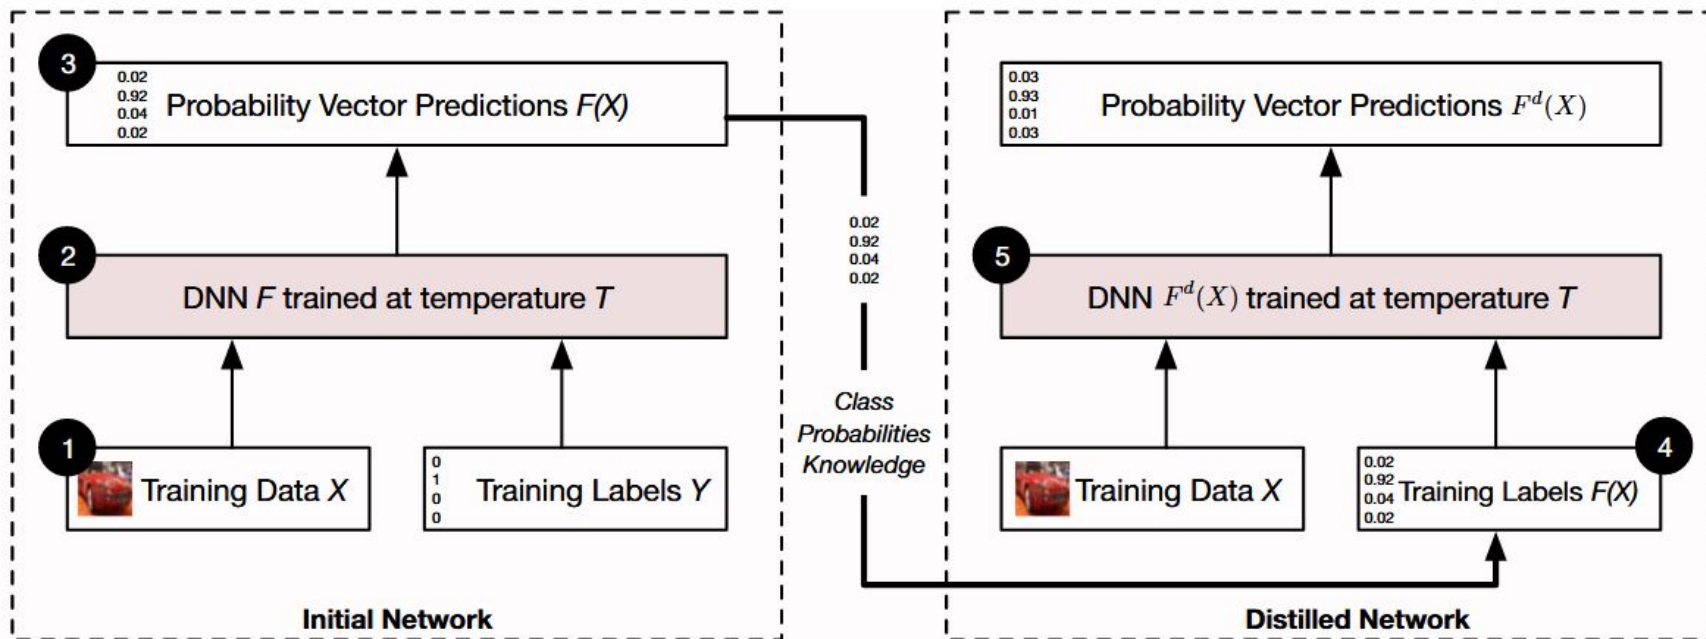 3
0.02
0.92
0.04
0.02
Probability Vector Predictions F(X)
2
DNN F trained at temperature T
1
Training Data X
0
1
0
0
Training Labels Y
Initial Network
0.02
0.92
0.04
0.02
Class
Probabilities
Knowledge
0.03
0.93
0.01
0.03
Probability Vector Predictions F^d(X)
5
DNN F^d(X) trained at temperature T
Training Data X
4
0.02
0.92
0.04
0.02
Training Labels F(X)
Distilled Network